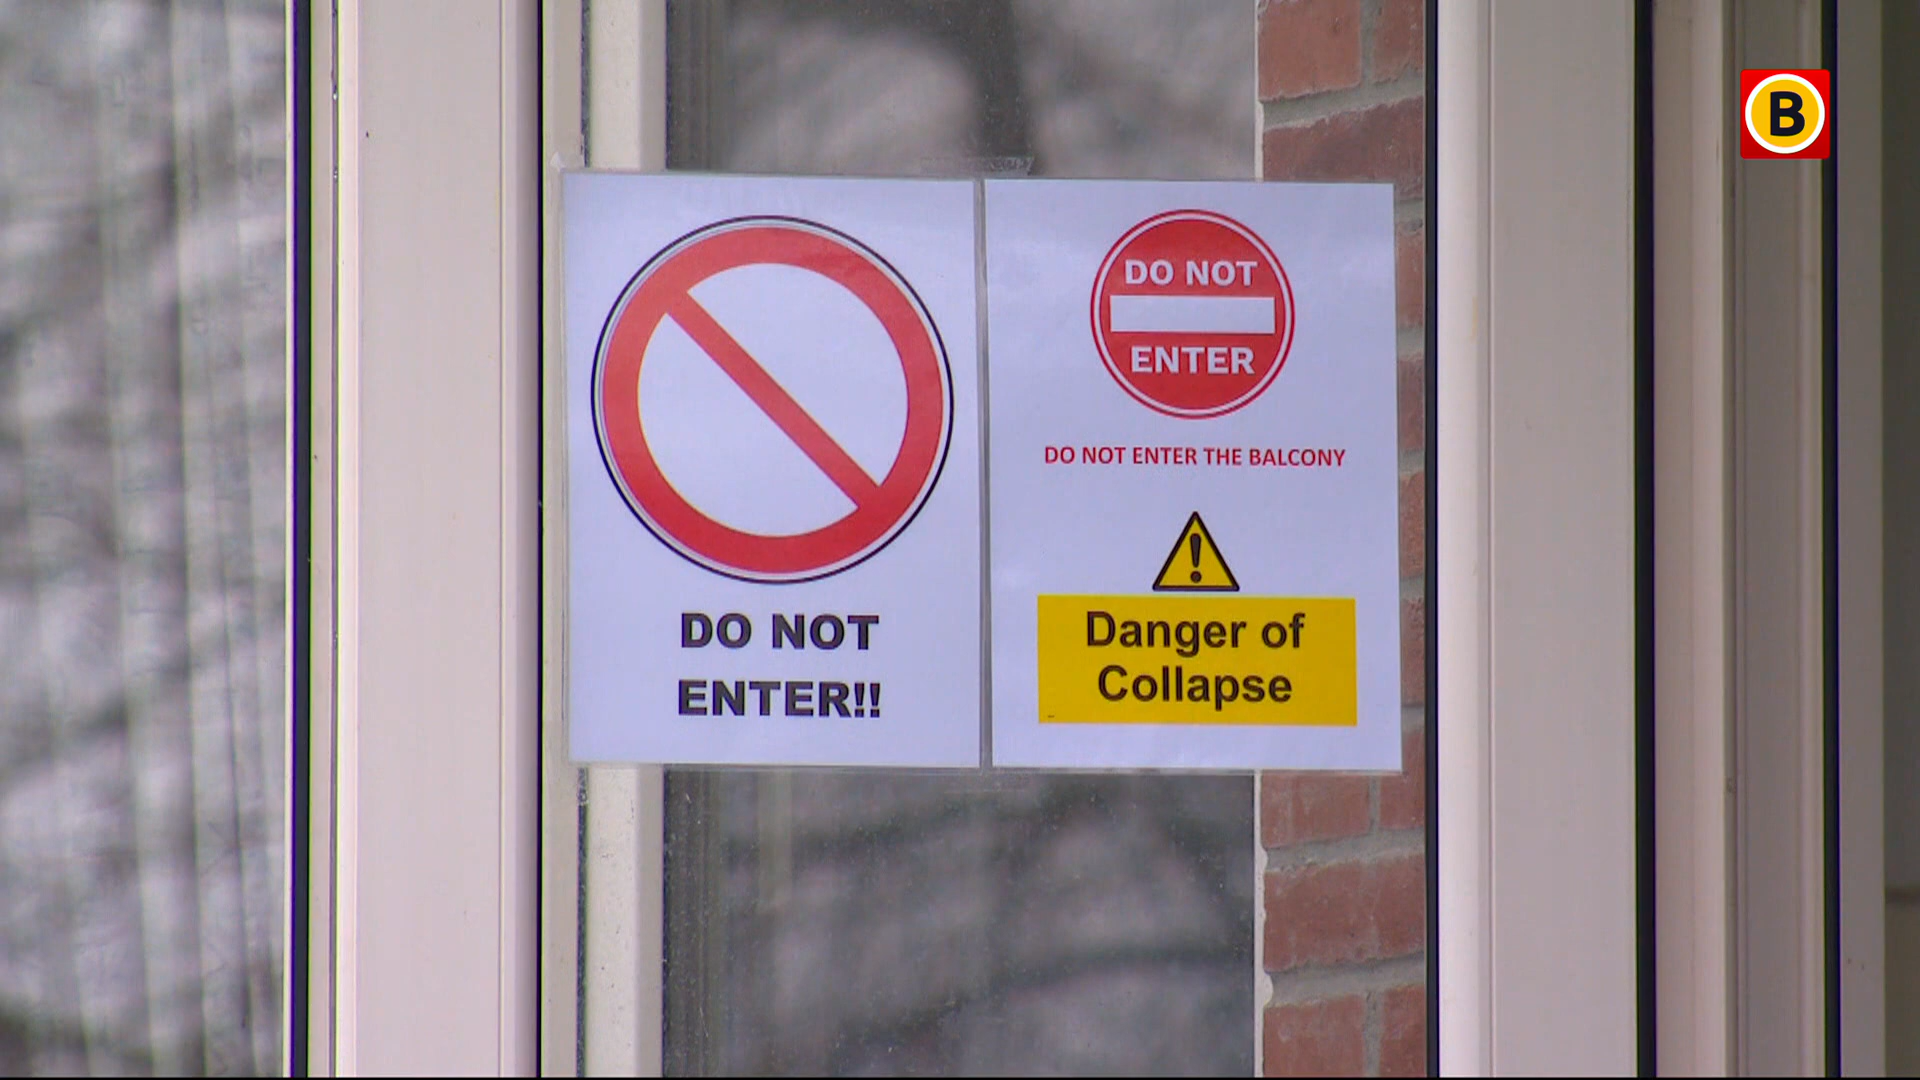 DO NOT
ENTER!!
DO NOT
ENTER
DO NOT ENTER THE BALCONY
Danger of
Collapse
B